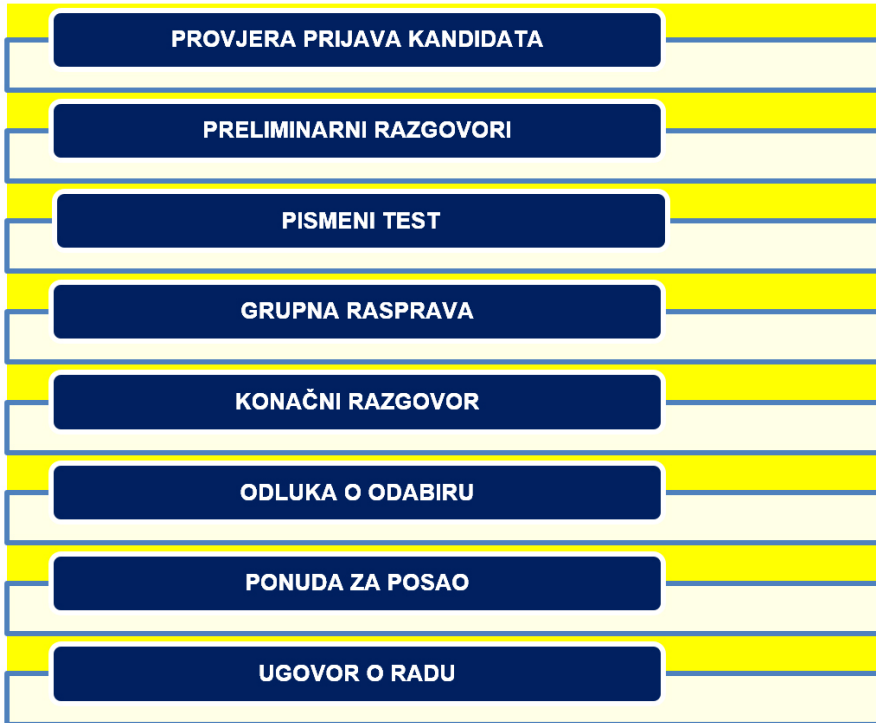 PROVJERA PRIJAVA KANDIDATA
PRELIMINARNI RAZGOVORI
PISMENI TEST
GRUPNA RASPRAVA
KONAČNI RAZGOVOR
ODLUKA O ODABIRU
PONUDA ZA POSAO
UGOVOR O RADU